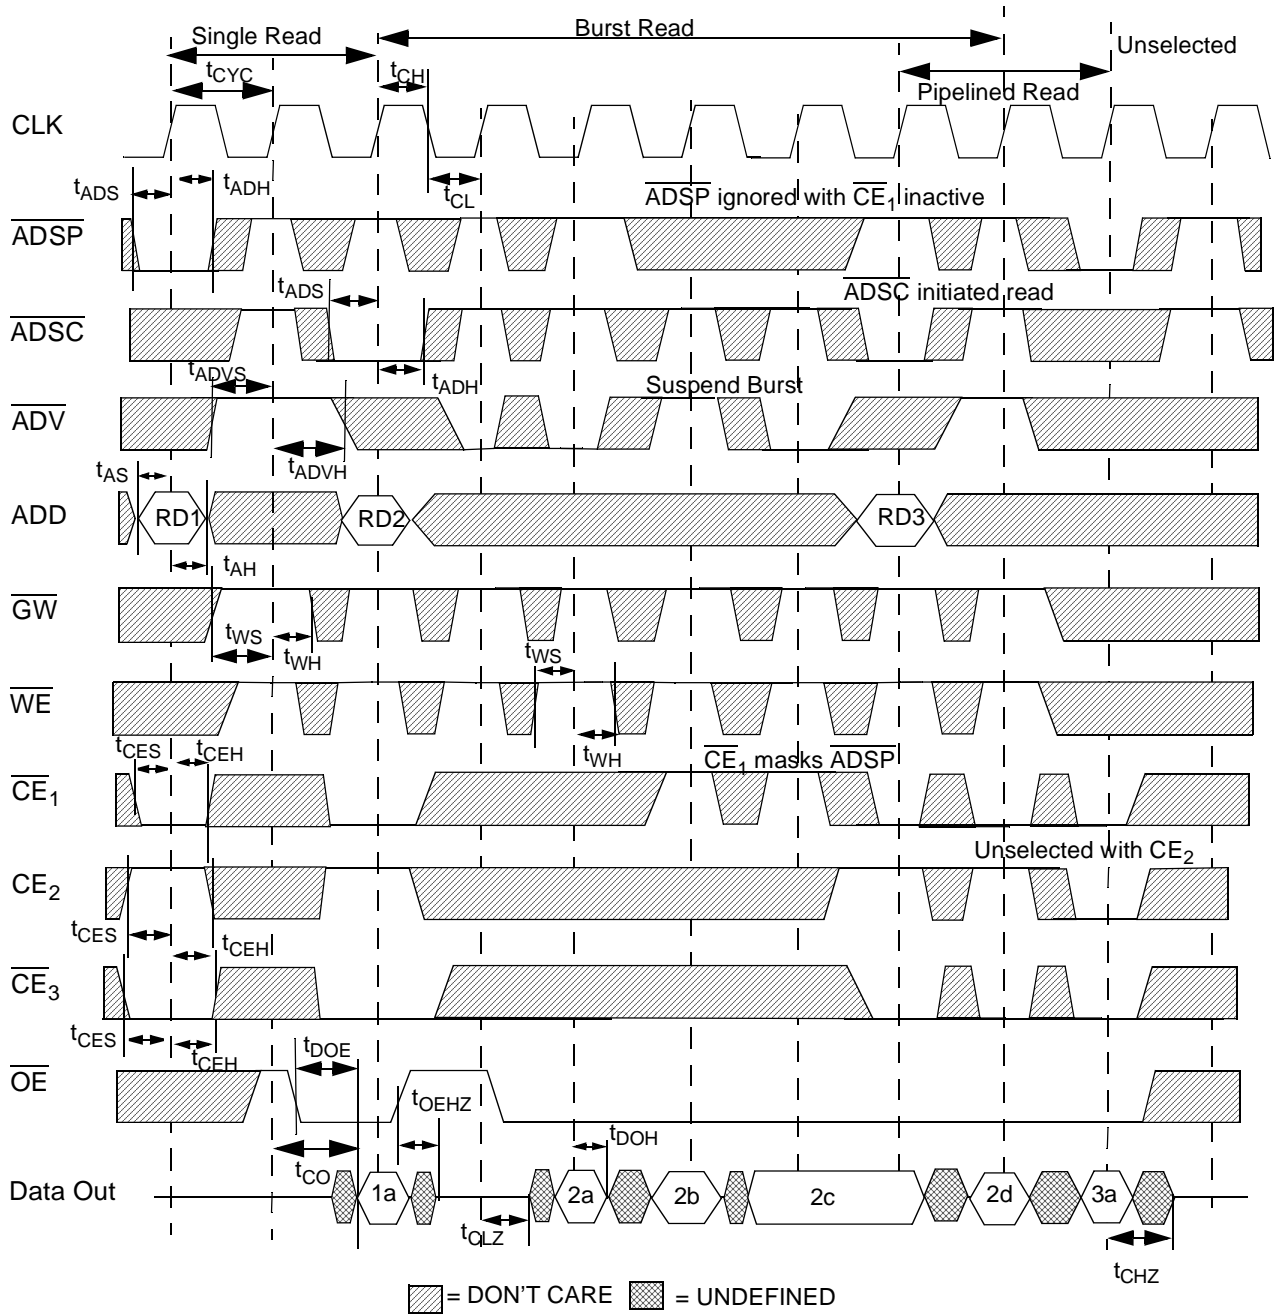 Burst Read
Single Read
Unselected
tCYC
tCH
Pipelined Read
CLK
tADS
tADH
tCL
ADSP ignored with CE1 inactive
ADSP
tADS
ADSC initiated read
ADSC
tADVS
tADH
Suspend Burst
ADV
tAS
tADVH
ADD
RD1
RD2
RD3
tAH
GW
tWS
tWH
tWS
WE
tCES
tCEH
tWH
CE1 masks ADSP
CE1
Unselected with CE2
CE2
tCES
tCEH
CE3
tCES
tCEH
tDOE
OE
tOEHZ
tDOH
tCO
Data Out
1a
2a
2b
2c
2d
3a
tCLZ
tCHZ
= DON'T CARE
= UNDEFINED